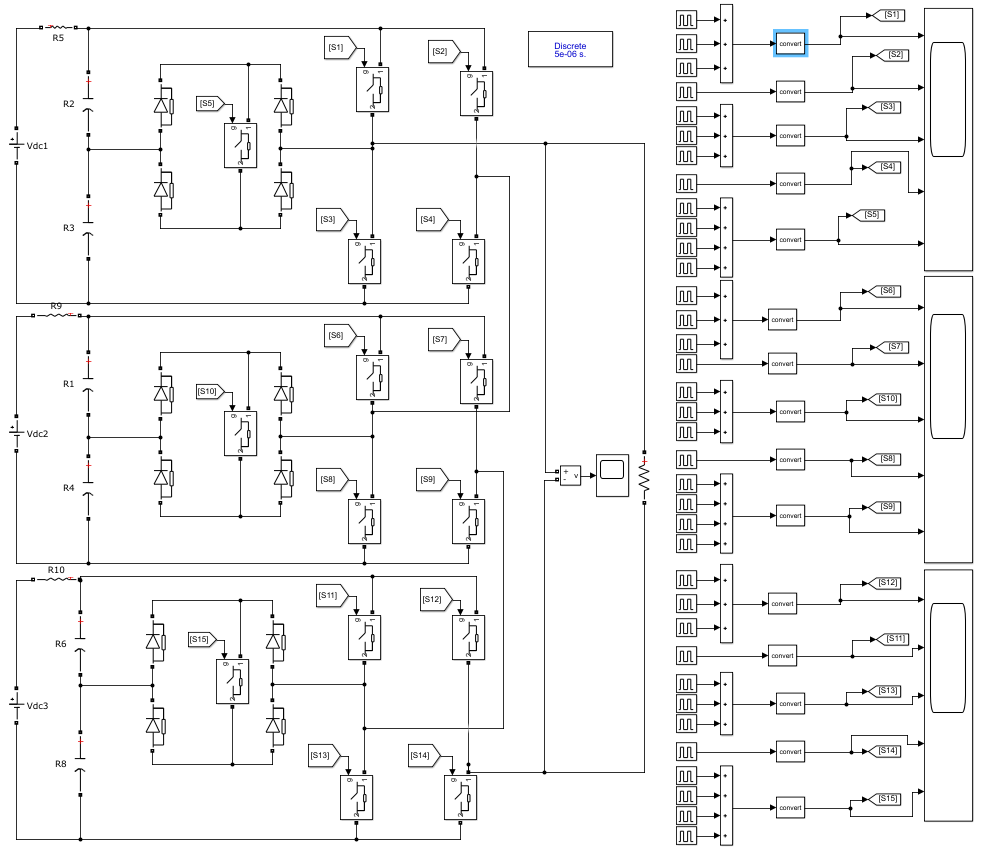 R5
[S1]
[S2]
Discrete
5e-06 s.
R2
[S5]
Vdc1
R3
[S3]
[S4]
R9
[S6]
[S7]
R1
[S10]
Vdc2
R4
[S8]
[S9]
v
R10
[S11]
[S12]
R6
[S15]
Vdc3
R8
[S13]
[S14]
convert
[S1]
convert
[S2]
convert
[S3]
convert
[S4]
convert
[S5]
convert
[S6]
convert
[S7]
convert
[S10]
convert
[S8]
convert
[S9]
convert
[S12]
convert
[S11]
convert
[S13]
convert
[S14]
convert
[S15]